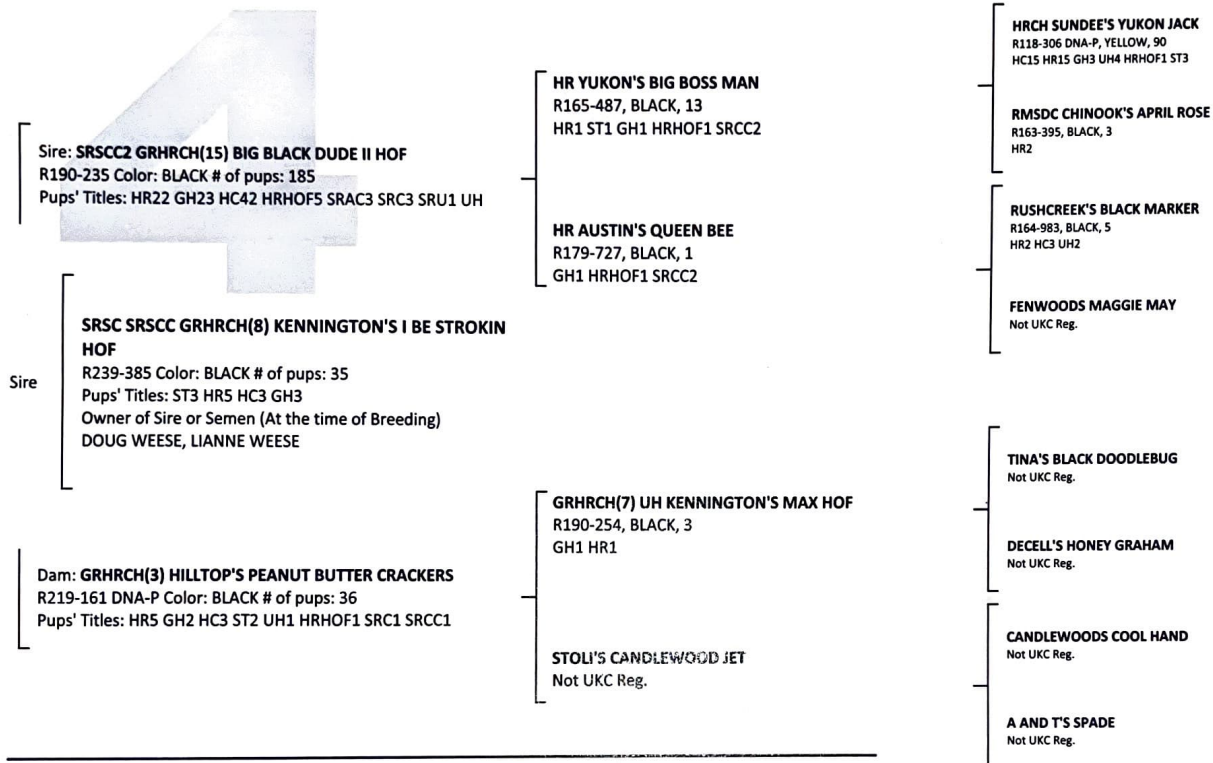 4
Sire: SRSCC2 GRHRCH(15) BIG BLACK DUDE II HOF
R190-235 Color: BLACK # of pups: 185
Pups' Titles: HR22 GH23 HC42 HRHOF5 SRAC3 SRC3 SRU1 UH
Sire
SRSC SRSCC GRHRCH(8) KENNINGTON'S I BE STROKIN
HOF
R239-385 Color: BLACK # of pups: 35
Pups' Titles: ST3 HR5 HC3 GH3
Owner of Sire or Semen (At the time of Breeding)
DOUG WEESE, LIANNE WEESE
Dam: GRHRCH(3) HILLTOP'S PEANUT BUTTER CRACKERS
R219-161 DNA-P Color: BLACK # of pups: 36
Pups' Titles: HR5 GH2 HC3 ST2 UH1 HRHOF1 SRC1 SRCC1
HR YUKON'S BIG BOSS MAN
R165-487, BLACK, 13
HR1 ST1 GH1 HRHOF1 SRCC2
HR AUSTIN'S QUEEN BEE
R179-727, BLACK, 1
GH1 HRHOF1 SRCC2
GRHRCH(7) UH KENNINGTON'S MAX HOF
R190-254, BLACK, 3
GH1 HR1
STOLI'S CANDLEWOOD JET
Not UKC Reg.
HRCH SUNDEE'S YUKON JACK
R118-306 DNA-P, YELLOW, 90
HC15 HR15 GH3 UH4 HRHOF1 ST3
RMSDC CHINOOK'S APRIL ROSE
R163-395, BLACK, 3
HR2
RUSHCREEK'S BLACK MARKER
R164-983, BLACK, 5
HR2 HC3 UH2
FENWOODS MAGGIE MAY
Not UKC Reg.
TINA'S BLACK DOODLEBUG
Not UKC Reg.
DECELL'S HONEY GRAHAM
Not UKC Reg.
CANDLEWOODS COOL HAND
Not UKC Reg.
A AND T'S SPADE
Not UKC Reg.